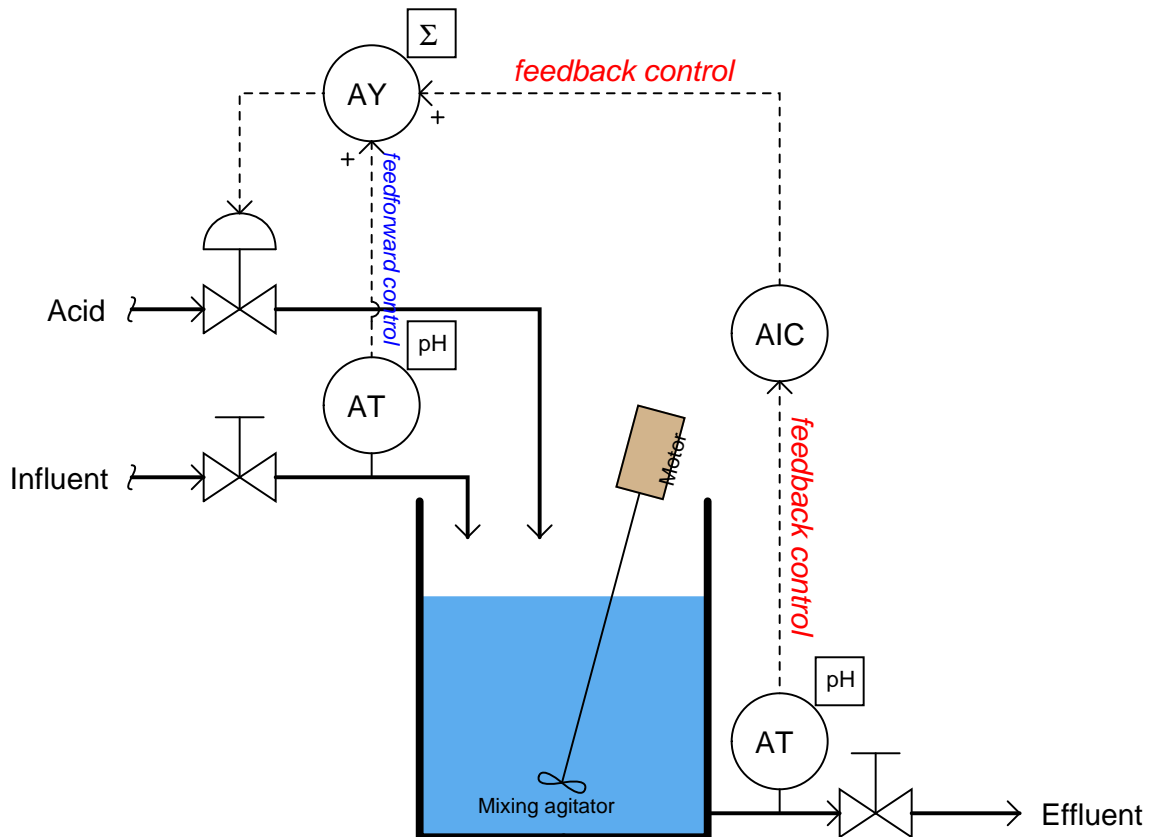 Σ
feedback control
AY
+
+
feedforward control
Acid
pH
AIC
AT
Motor
feedback control
Influent
pH
AT
Mixing agitator
Effluent